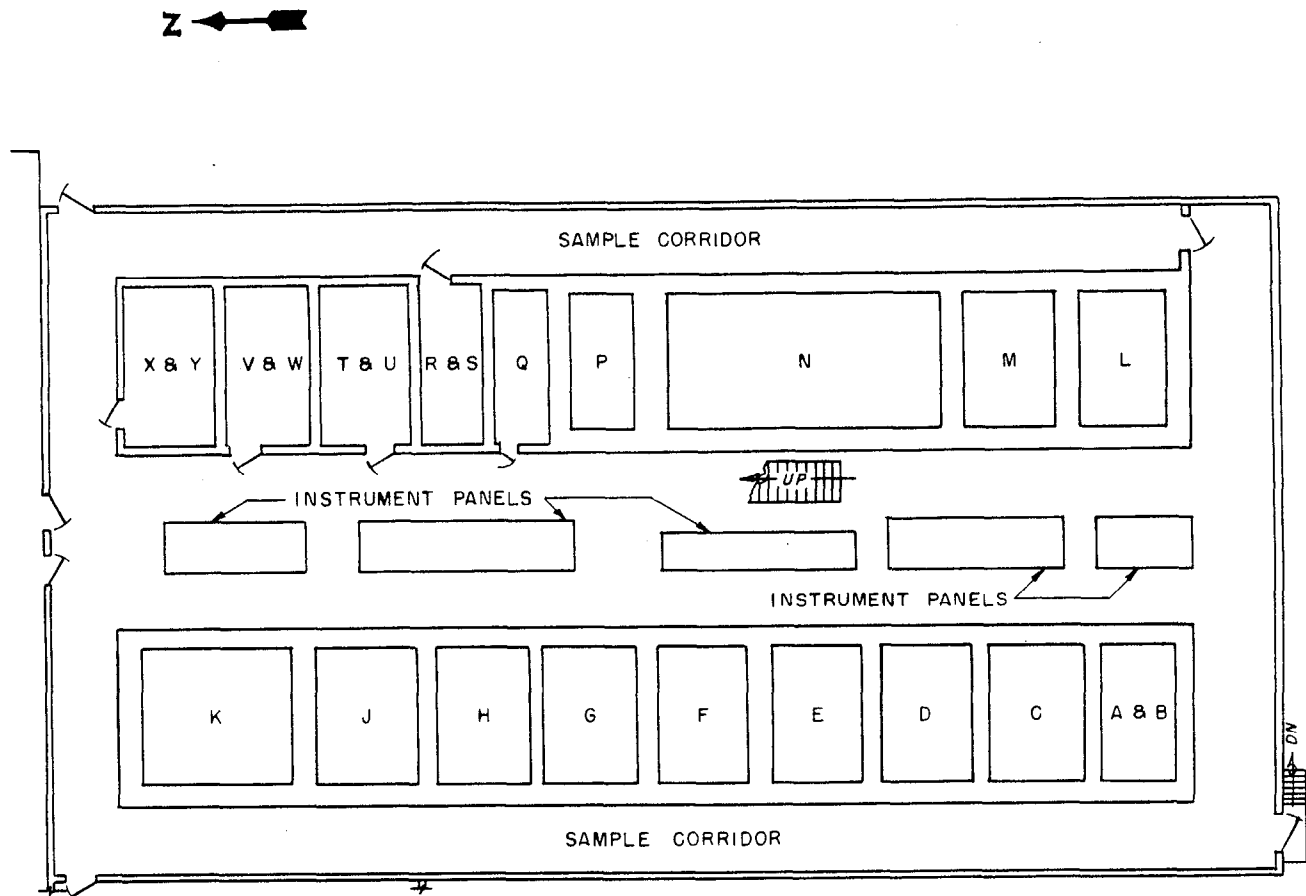 N
SAMPLE CORRIDOR
X & Y
V & W
T & U
R & S
Q
P
N
M
L
UP
INSTRUMENT PANELS
INSTRUMENT PANELS
K
J
H
G
F
E
D
C
A & B
DN
SAMPLE CORRIDOR